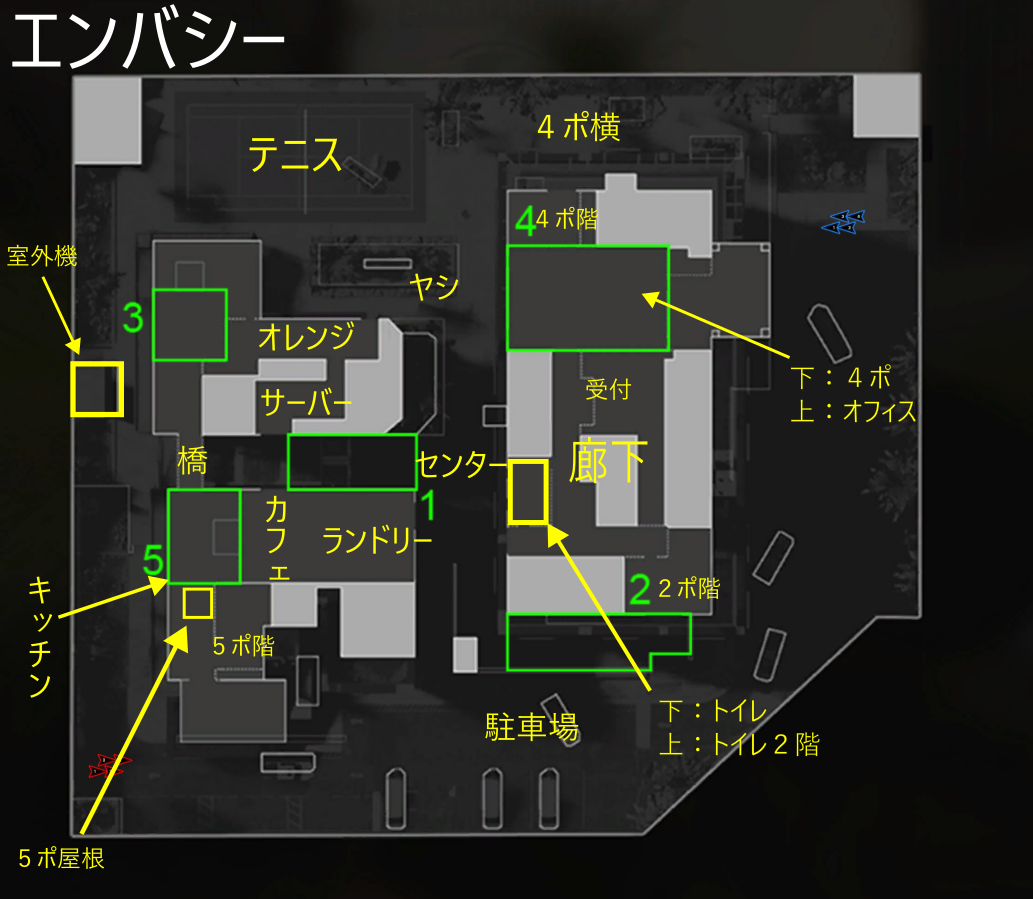 エンバシー
テニス
4ポ横
4
4ポ階
室外機
ヤシ
3
オレンジ
サーバー
受付
下：4ポ
上：オフィス
橋
センター
廊下
1
カフェ
ランドリー
5
キッチン
2
2ポ階
5ポ階
駐車場
下：トイレ
上：トイレ2階
5ポ屋根